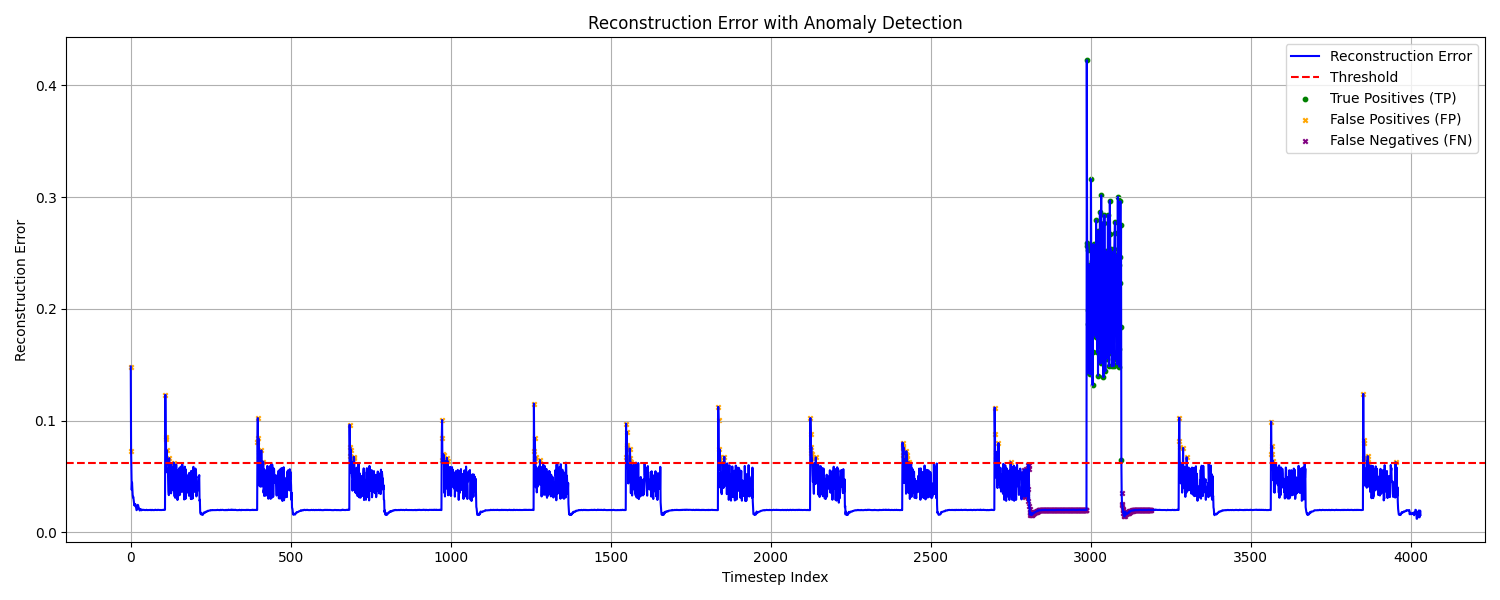 Reconstruction Error with Anomaly Detection
Reconstruction Error
Threshold
True Positives (TP)
False Positives (FP)
False Negatives (FN)
Reconstruction Error
0.4
0.3
0.2
0.1
0.0
0 500 1000 1500 2000 2500 3000 3500 4000
Timestep Index